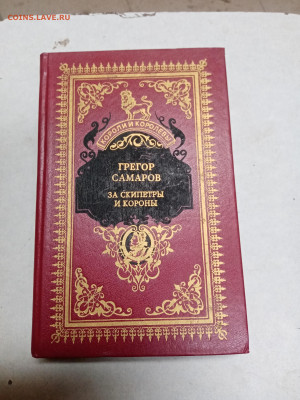 COINS.LAVE.RU
КОРОЛИ И КОРОЛЕВЫ
ГРЕГОР
САМАРОВ
ЗА СКИПЕТРЫ
И КОРОНЫ